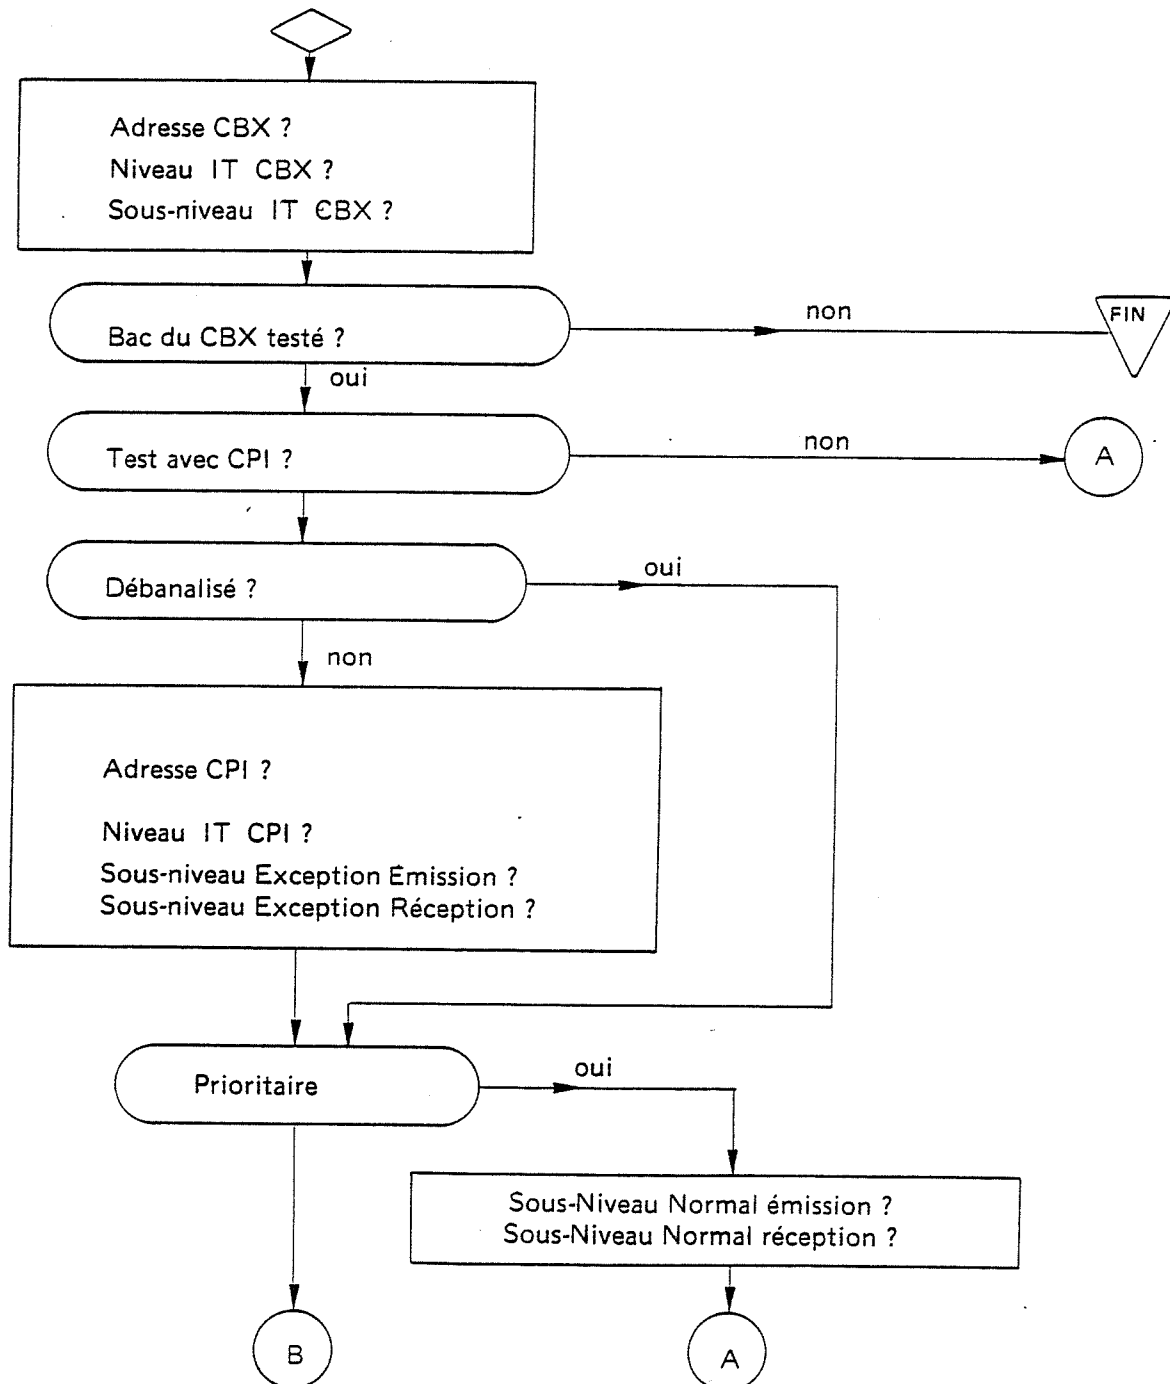 Adresse CBX ?
Niveau IT CBX ?
Sous-niveau IT CBX ?
Bac du CBX testé ?
non
FIN
oui
Test avec CPI ?
non
A
Débanalisé ?
oui
non
Adresse CPI ?
Niveau IT CPI ?
Sous-niveau Exception Émission ?
Sous-niveau Exception Réception ?
Prioritaire
oui
Sous-Niveau Normal émission ?
Sous-Niveau Normal réception ?
B
A